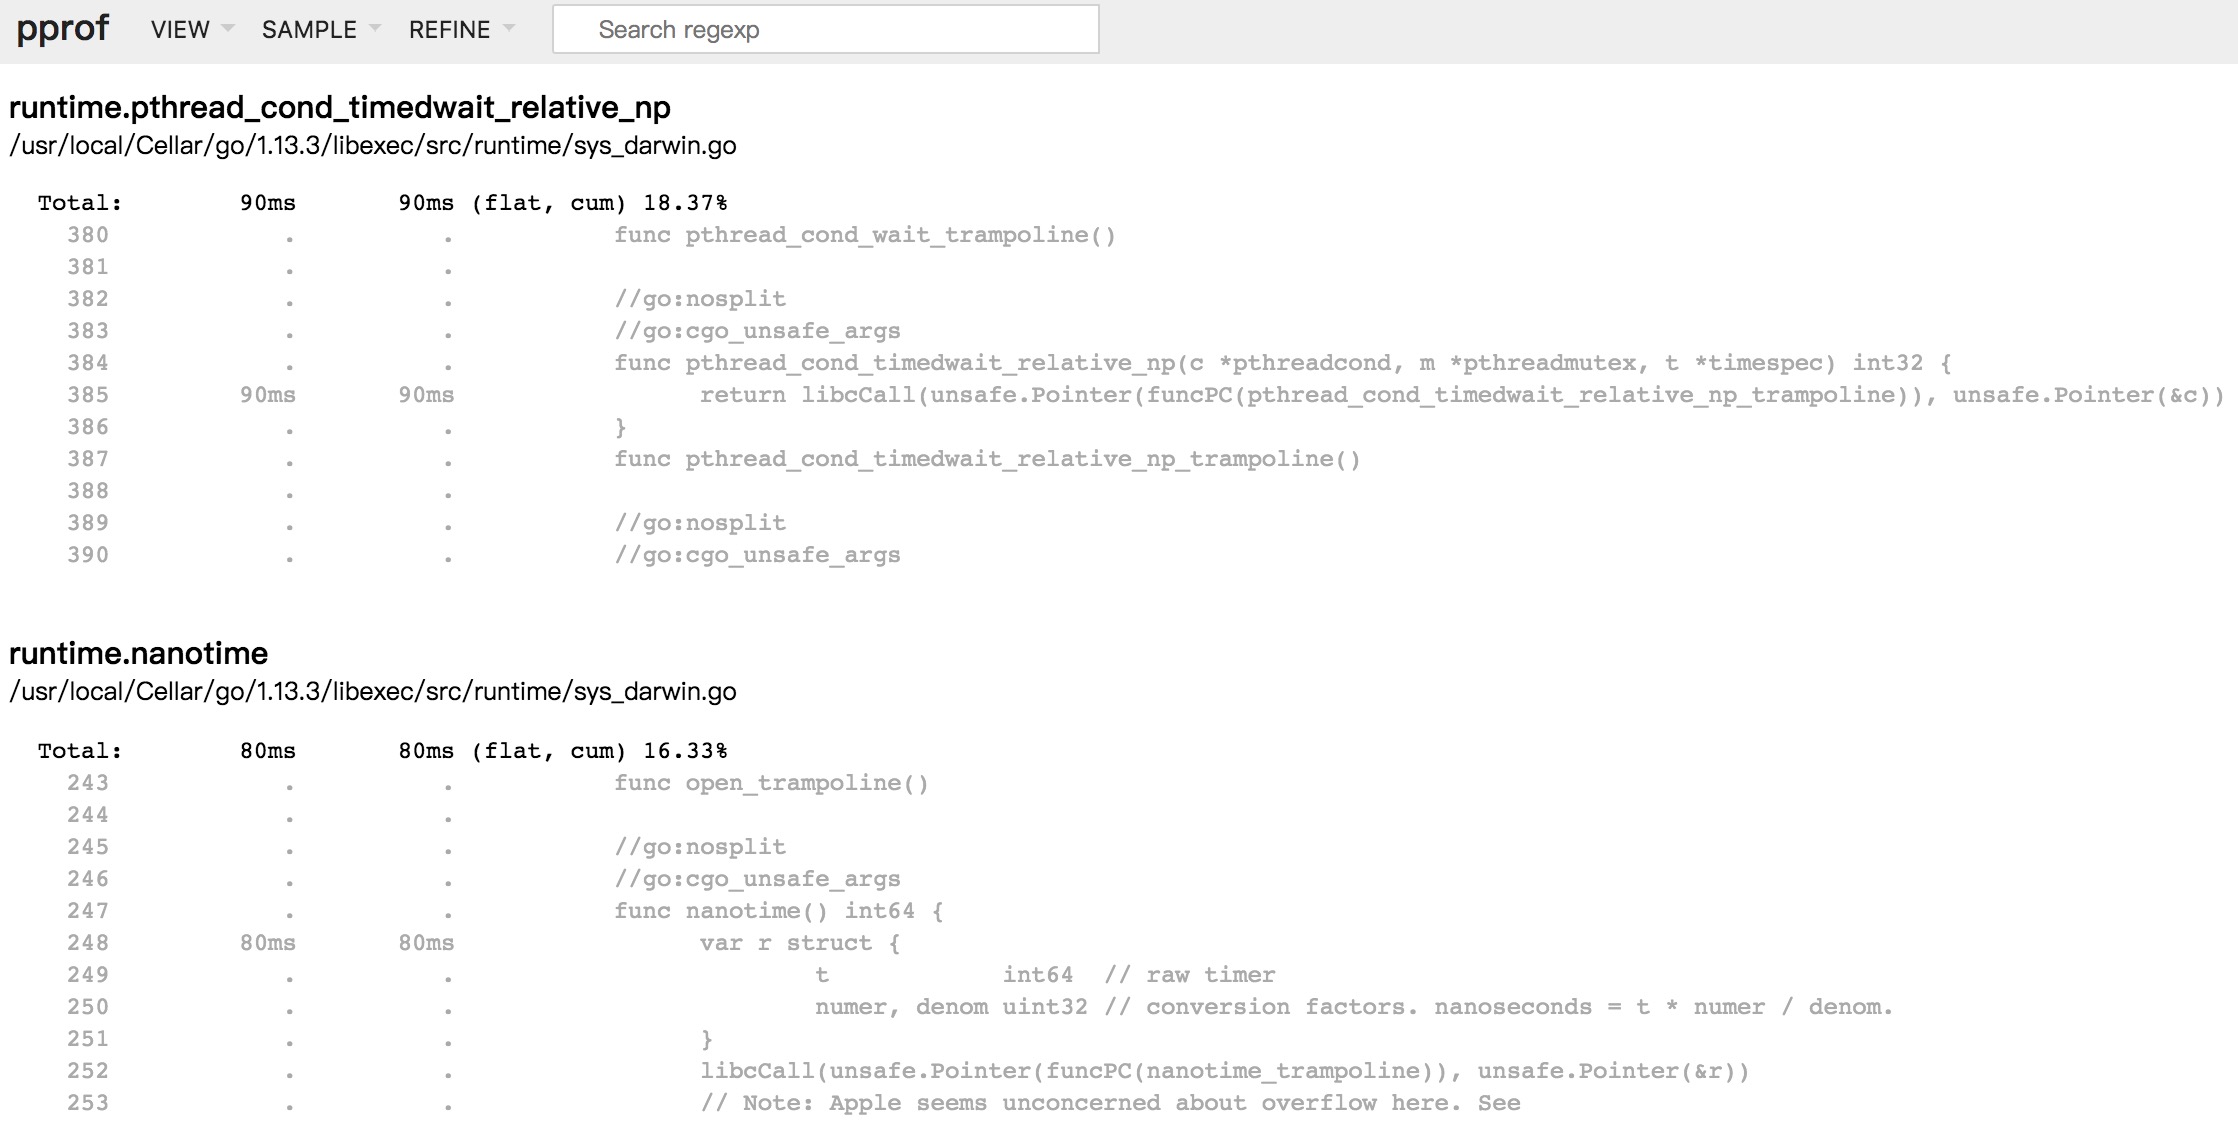 pprof VIEW SAMPLE REFINE Search regexp
runtime.pthread_cond_timedwait_relative_np
/usr/local/Cellar/go/1.13.3/libexec/src/runtime/sys_darwin.go
Total: 90ms 90ms (flat, cum) 18.37%
380 . . func pthread_cond_wait_trampoline()
381 . .
382 . . //go:nosplit
383 . . //go:cgo_unsafe_args
384 . . func pthread_cond_timedwait_relative_np(c *pthreadcond, m *pthreadmutex, t *timespec) int32 {
385 90ms 90ms return libcCall(unsafe.Pointer(funcPC(pthread_cond_timedwait_relative_np_trampoline)), unsafe.Pointer(&c))
386 . . }
387 . . func pthread_cond_timedwait_relative_np_trampoline()
388 . .
389 . . //go:nosplit
390 . . //go:cgo_unsafe_args
runtime.nanotime
/usr/local/Cellar/go/1.13.3/libexec/src/runtime/sys_darwin.go
Total: 80ms 80ms (flat, cum) 16.33%
243 . . func open_trampoline()
244 . .
245 . . //go:nosplit
246 . . //go:cgo_unsafe_args
247 . . func nanotime() int64 {
248 80ms 80ms var r struct {
249 . . t int64 // raw timer
250 . . numer, denom uint32 // conversion factors. nanoseconds = t * numer / denom.
251 . . }
252 . . libcCall(unsafe.Pointer(funcPC(nanotime_trampoline)), unsafe.Pointer(&r))
253 . . // Note: Apple seems unconcerned about overflow here. See